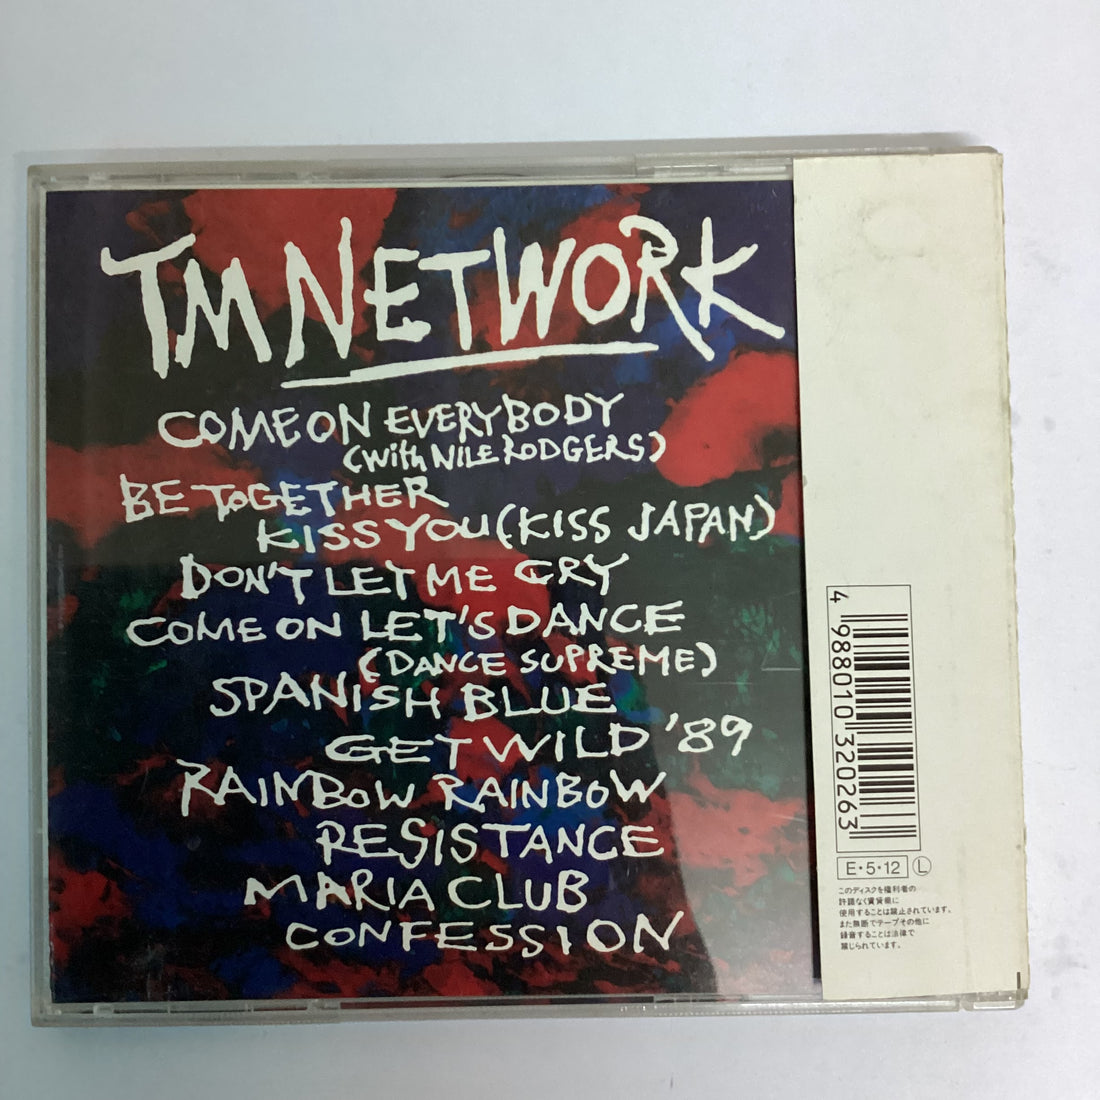 TM NETWORK
COME ON EVERYBODY
(with NILE RODGERS)
BE TOGETHER
KISS YOU (KISS JAPAN)
DON'T LET ME CRY
COME ON LET'S DANCE
(DANCE SUPREME)
SPANISH BLUE
GET WILD '89
RAINBOW RAINBOW
RESISTANCE
MARIA CLUB
CONFESSION
4 988010 320263
E・5・12 L
このディスクを権利者の
許諾なく賃貸業に
使用することは禁止されています。
また無断でテープその他に
録音することは法律で
禁じられています。